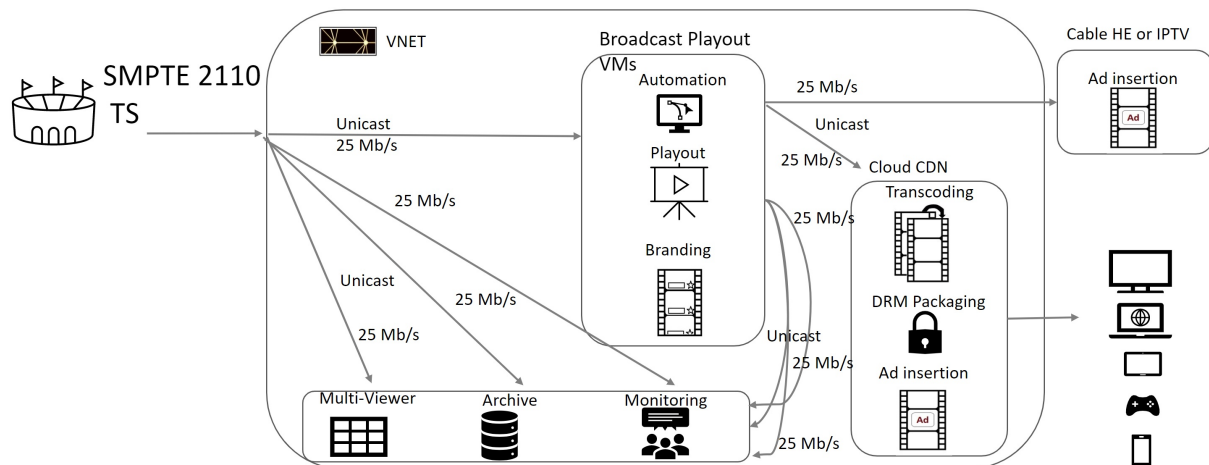 VNET
Broadcast Playout
VMs
Cable HE or IPTV
SMPTE 2110
TS
Automation
Ad insertion
Ad
25 Mb/s
Unicast
25 Mb/s
Unicast
25 Mb/s
Playout
Cloud CDN
Transcoding
25 Mb/s
25 Mb/s
Branding
Unicast
25 Mb/s
DRM Packaging
25 Mb/s
Unicast
25 Mb/s
Ad insertion
Ad
Multi-Viewer
Archive
Monitoring
25 Mb/s